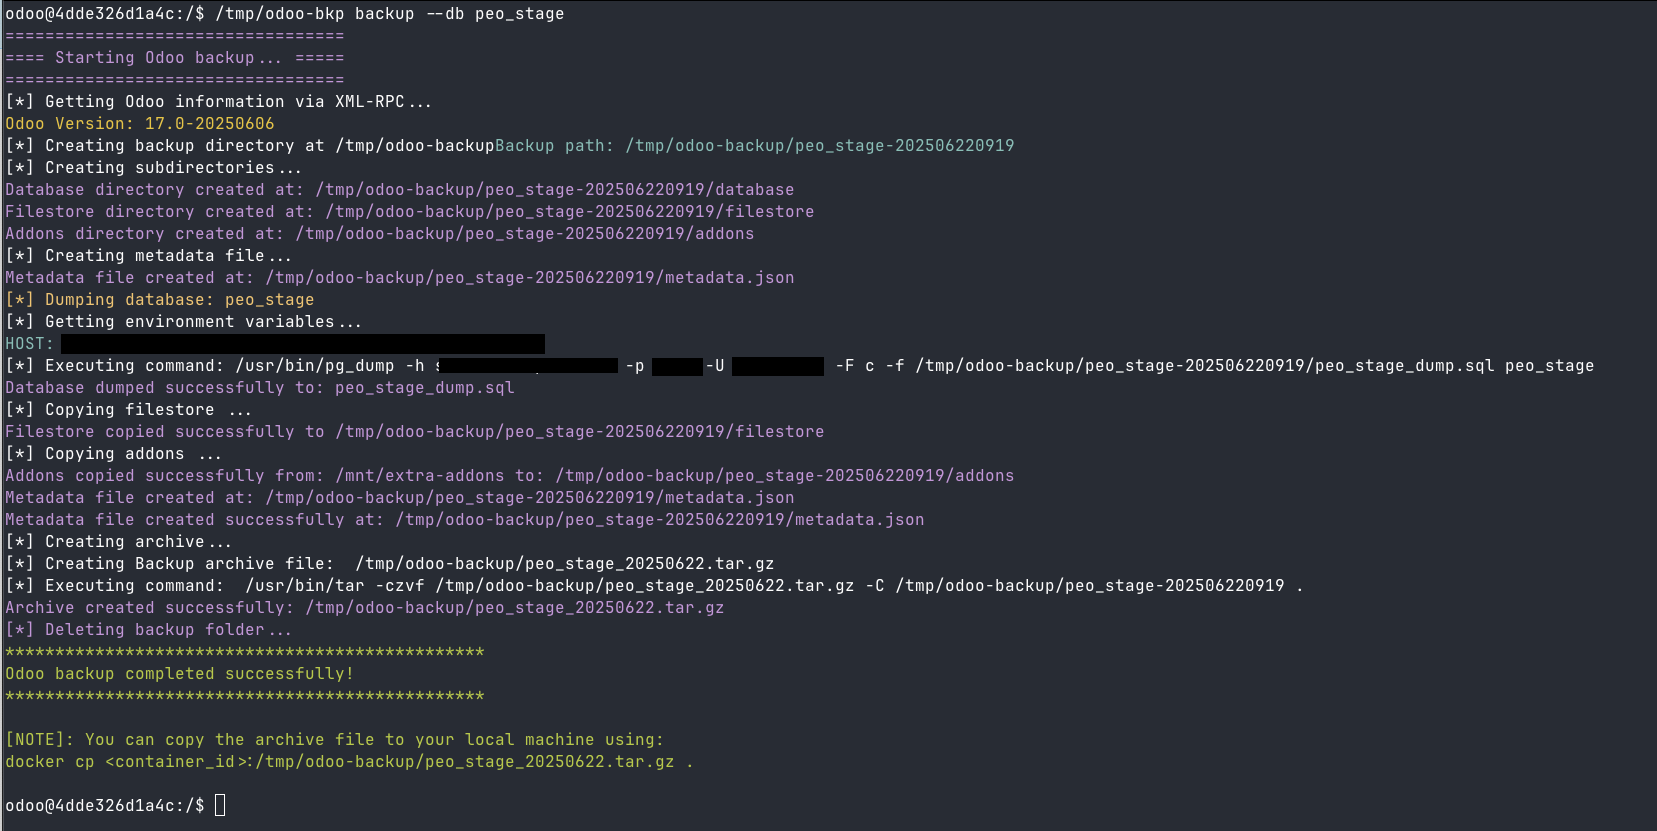 odoo@4dde326d1a4c:/$ /tmp/odoo-bkp backup --db peo_stage
==================================
==== Starting Odoo backup... =====
==================================
[*] Getting Odoo information via XML-RPC...
Odoo Version: 17.0-20250606
[*] Creating backup directory at /tmp/odoo-backupBackup path: /tmp/odoo-backup/peo_stage-202506220919
[*] Creating subdirectories...
Database directory created at: /tmp/odoo-backup/peo_stage-202506220919/database
Filestore directory created at: /tmp/odoo-backup/peo_stage-202506220919/filestore
Addons directory created at: /tmp/odoo-backup/peo_stage-202506220919/addons
[*] Creating metadata file...
Metadata file created at: /tmp/odoo-backup/peo_stage-202506220919/metadata.json
[*] Dumping database: peo_stage
[*] Getting environment variables...
HOST:
[*] Executing command: /usr/bin/pg_dump -h -p -U -F c -f /tmp/odoo-backup/peo_stage-202506220919/peo_stage_dump.sql peo_stage
Database dumped successfully to: peo_stage_dump.sql
[*] Copying filestore ...
Filestore copied successfully to /tmp/odoo-backup/peo_stage-202506220919/filestore
[*] Copying addons ...
Addons copied successfully from: /mnt/extra-addons to: /tmp/odoo-backup/peo_stage-202506220919/addons
Metadata file created at: /tmp/odoo-backup/peo_stage-202506220919/metadata.json
Metadata file created successfully at: /tmp/odoo-backup/peo_stage-202506220919/metadata.json
[*] Creating archive...
[*] Creating Backup archive file:  /tmp/odoo-backup/peo_stage_20250622.tar.gz
[*] Executing command:  /usr/bin/tar -czvf /tmp/odoo-backup/peo_stage_20250622.tar.gz -C /tmp/odoo-backup/peo_stage-202506220919 .
Archive created successfully: /tmp/odoo-backup/peo_stage_20250622.tar.gz
[*] Deleting backup folder...
************************************************
Odoo backup completed successfully!
************************************************
[NOTE]: You can copy the archive file to your local machine using:
docker cp <container_id>:/tmp/odoo-backup/peo_stage_20250622.tar.gz .
odoo@4dde326d1a4c:/$